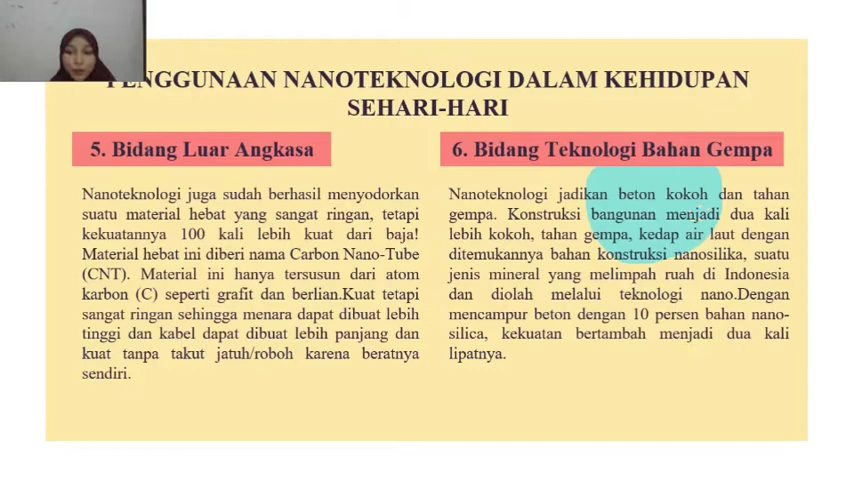 PENGGUNAAN NANOTEKNOLOGI DALAM KEHIDUPAN
SEHARI-HARI
5. Bidang Luar Angkasa
Nanoteknologi juga sudah berhasil menyodorkan
suatu material hebat yang sangat ringan, tetapi
kekuatannya 100 kali lebih kuat dari baja!
Material hebat ini diberi nama Carbon Nano-Tube
(CNT). Material ini hanya tersusun dari atom
karbon (C) seperti grafit dan berlian.Kuat tetapi
sangat ringan sehingga menara dapat dibuat lebih
tinggi dan kabel dapat dibuat lebih panjang dan
kuat tanpa takut jatuh/roboh karena beratnya
sendiri.
6. Bidang Teknologi Bahan Gempa
Nanoteknologi jadikan beton kokoh dan tahan
gempa. Konstruksi bangunan menjadi dua kali
lebih kokoh, tahan gempa, kedap air laut dengan
ditemukannya bahan konstruksi nanosilika, suatu
jenis mineral yang melimpah ruah di Indonesia
dan diolah melalui teknologi nano.Dengan
mencampur beton dengan 10 persen bahan nano-
silica, kekuatan bertambah menjadi dua kali
lipatnya.